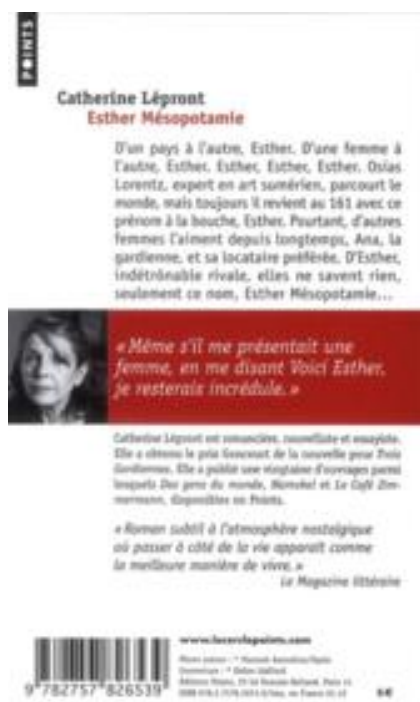 POINTS
Catherine Lépront
Esther Mésopotamie
D'un pays à l'autre, Esther. D'une femme à
l'autre, Esther. Esther, Esther, Esther. Osias
Lorentz, expert en art sumérien, parcourt le
monde, mais toujours il revient au 161 avec ce
prénom à la bouche, Esther. Pourtant, d'autres
femmes l'aiment depuis longtemps, Ana, la
gardienne, et sa locataire préférée. D'Esther,
indétrônable rivale, elles ne savent rien,
seulement ce nom, Esther Mésopotamie...
« Même s'il me présentait une
femme, en me disant Voici Esther,
je resterais incrédule. »
Catherine Lépront est romancière, nouvelliste et essayiste.
Elle a obtenu le prix Goncourt de la nouvelle pour Trois
Gardiennes. Elle a publié une vingtaine d'ouvrages parmi
lesquels Des gens du monde, Namokel et Le Café Zim-
mermann, disponibles en Points.
« Roman subtil à l'atmosphère nostalgique
où passer à côté de la vie apparaît comme
la meilleure manière de vivre. »
Le Magazine littéraire
www.lecerclepoints.com
9 782757 826539
6€